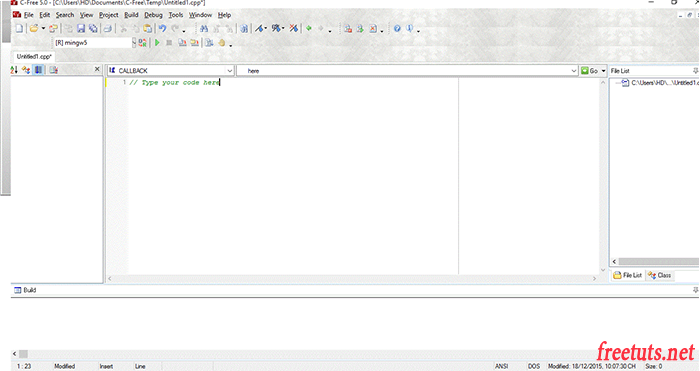 C-Free 5.0 - [C:\Users\HD\Documents\C-Free\Temp\Untitled1.cpp*]
File Edit Search View Project Build Debug Tools Window Help
[R] mingw5
Untitled1.cpp*
CALLBACK here Go File List
1 // Type your code here
C:\Users\HD\...\Untitled1.c
File List Class
Build
freetuts.net
1 : 23 Modified Insert Line ANSI DOS Modified: 18/12/2015, 10:07:30 CH Size: 0